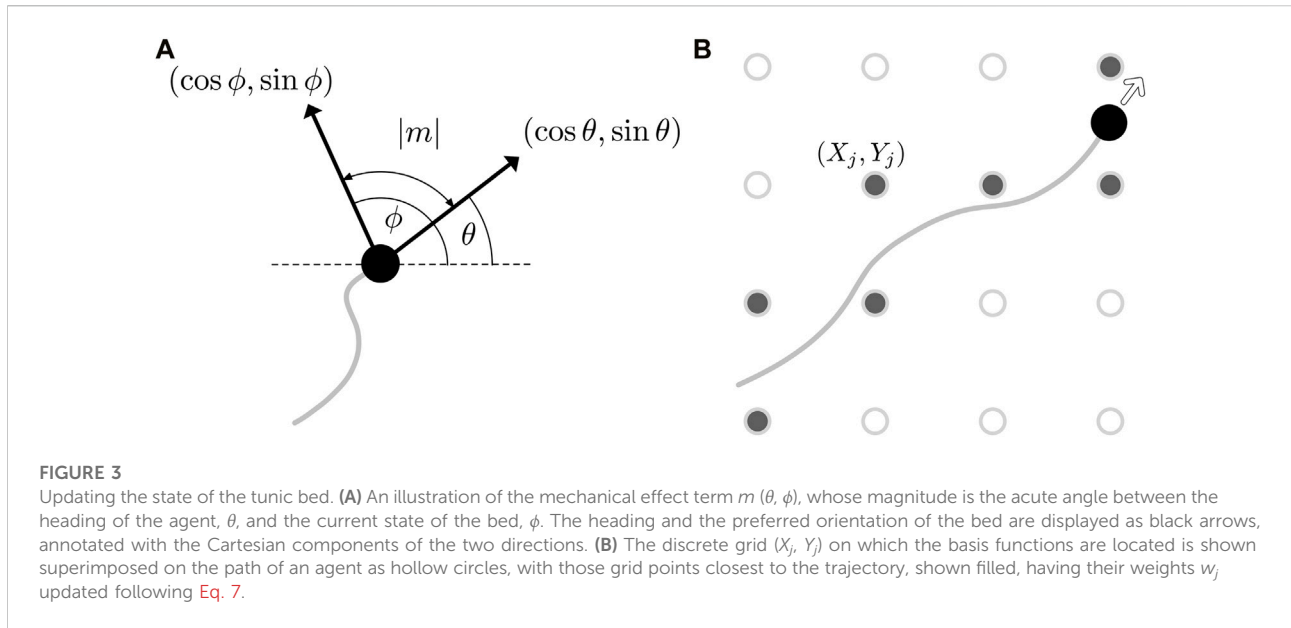 A
(cos ϕ, sin ϕ)
|m|
(cos θ, sin θ)
ϕ
θ
B
(Xj, Yj)
FIGURE 3
Updating the state of the tunic bed. (A) An illustration of the mechanical effect term m (θ, ϕ), whose magnitude is the acute angle between the
heading of the agent, θ, and the current state of the bed, ϕ. The heading and the preferred orientation of the bed are displayed as black arrows,
annotated with the Cartesian components of the two directions. (B) The discrete grid (Xj, Yj) on which the basis functions are located is shown
superimposed on the path of an agent as hollow circles, with those grid points closest to the trajectory, shown filled, having their weights wj
updated following Eq. 7.